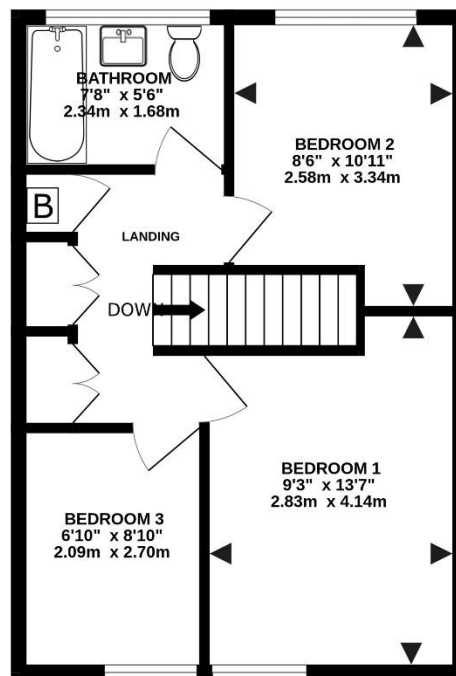 BATHROOM
7'8" x 5'6"
2.34m x 1.68m
BEDROOM 2
8'6" x 10'11"
2.58m x 3.34m
B
LANDING
DOWN
BEDROOM 1
9'3" x 13'7"
2.83m x 4.14m
BEDROOM 3
6'10" x 8'10"
2.09m x 2.70m